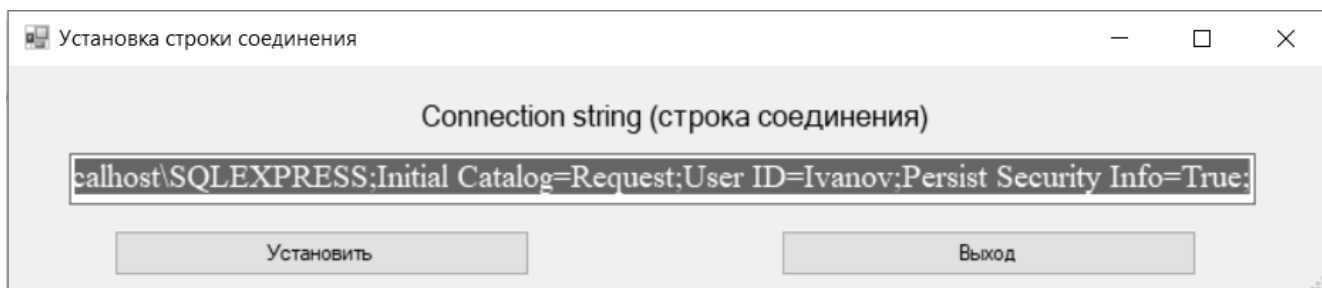 Установка строки соединения
Connection string (строка соединения)
calhost\SQLEXPRESS;Initial Catalog=Request;User ID=Ivanov;Persist Security Info=True;
Установить Выход